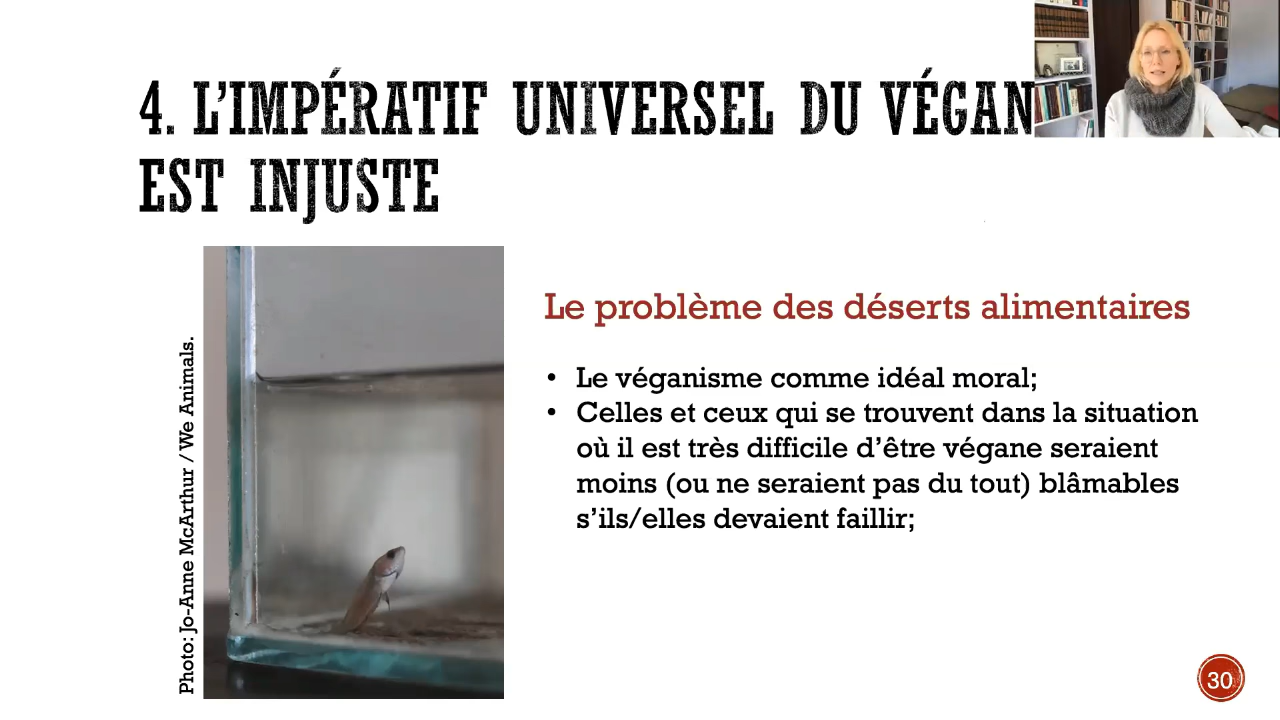 4. L'IMPÉRATIF UNIVERSEL DU VÉGAN
EST INJUSTE
Le problème des déserts alimentaires
• Le véganisme comme idéal moral;
• Celles et ceux qui se trouvent dans la situation
où il est très difficile d'être végane seraient
moins (ou ne seraient pas du tout) blâmables
s'ils/elles devaient faillir;
Photo: Jo-Anne McArthur / We Animals.
30